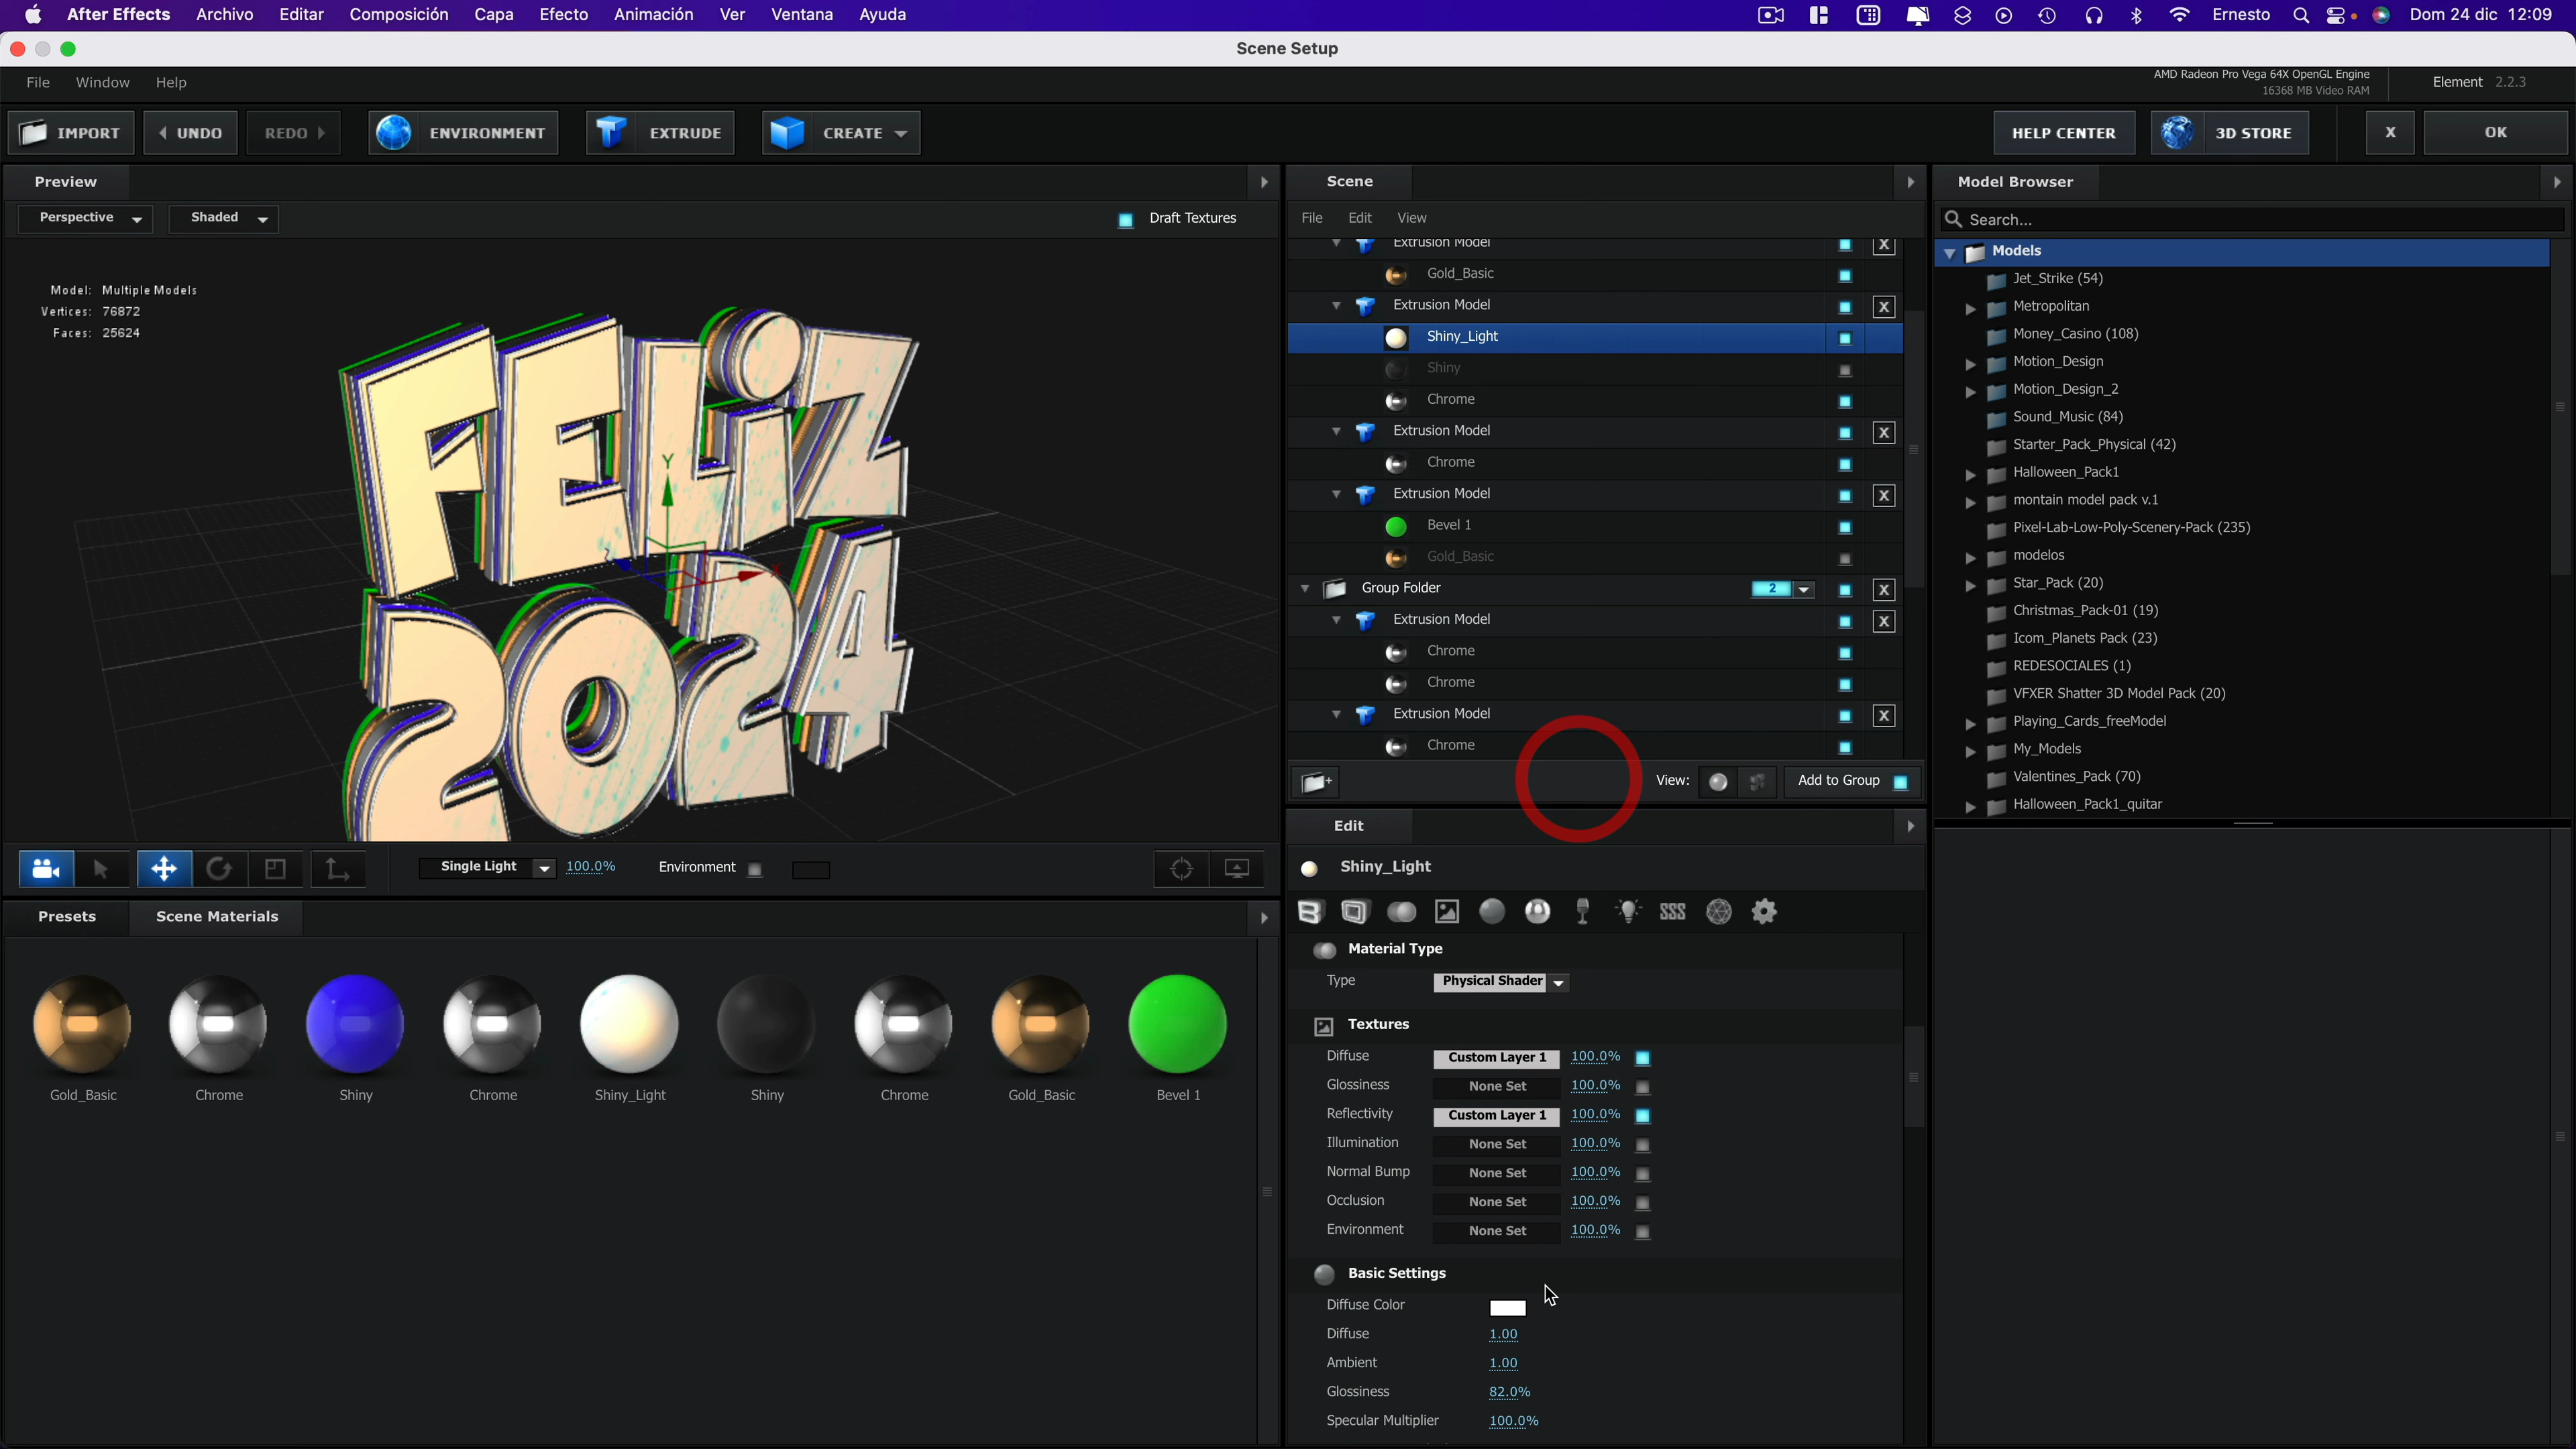 After Effects Archivo Editar Composición Capa Efecto Animación Ver Ventana Ayuda Ernesto Dom 24 dic 12:09
Scene Setup
File Window Help
AMD Radeon Pro Vega 64X OpenGL Engine
16368 MB Video RAM
Element 2.2.3
IMPORT UNDO REDO ENVIRONMENT EXTRUDE CREATE HELP CENTER 3D STORE X OK
Preview
Perspective Shaded Draft Textures
Model: Multiple Models
Vertices: 76872
Faces: 25624
FELiZ
2024
Y
X
Single Light 100.0% Environment
Presets Scene Materials
Gold_Basic Chrome Shiny Chrome Shiny_Light Shiny Chrome Gold_Basic Bevel 1
Scene
File Edit View
Extrusion Model X
Gold_Basic
Extrusion Model X
Shiny_Light
Shiny
Chrome
Extrusion Model X
Chrome
Extrusion Model X
Bevel 1
Gold_Basic
Group Folder 2 X
Extrusion Model X
Chrome
Chrome
Extrusion Model X
Chrome
View: Add to Group
Edit
Shiny_Light
Material Type
Type Physical Shader
Textures
Diffuse Custom Layer 1 100.0%
Glossiness None Set 100.0%
Reflectivity Custom Layer 1 100.0%
Illumination None Set 100.0%
Normal Bump None Set 100.0%
Occlusion None Set 100.0%
Environment None Set 100.0%
Basic Settings
Diffuse Color
Diffuse 1.00
Ambient 1.00
Glossiness 82.0%
Specular Multiplier 100.0%
Model Browser
Search...
Models
Jet_Strike (54)
Metropolitan
Money_Casino (108)
Motion_Design
Motion_Design_2
Sound_Music (84)
Starter_Pack_Physical (42)
Halloween_Pack1
montain model pack v.1
Pixel-Lab-Low-Poly-Scenery-Pack (235)
modelos
Star_Pack (20)
Christmas_Pack-01 (19)
Icom_Planets Pack (23)
REDESOCIALES (1)
VFXER Shatter 3D Model Pack (20)
Playing_Cards_freeModel
My_Models
Valentines_Pack (70)
Halloween_Pack1_quitar